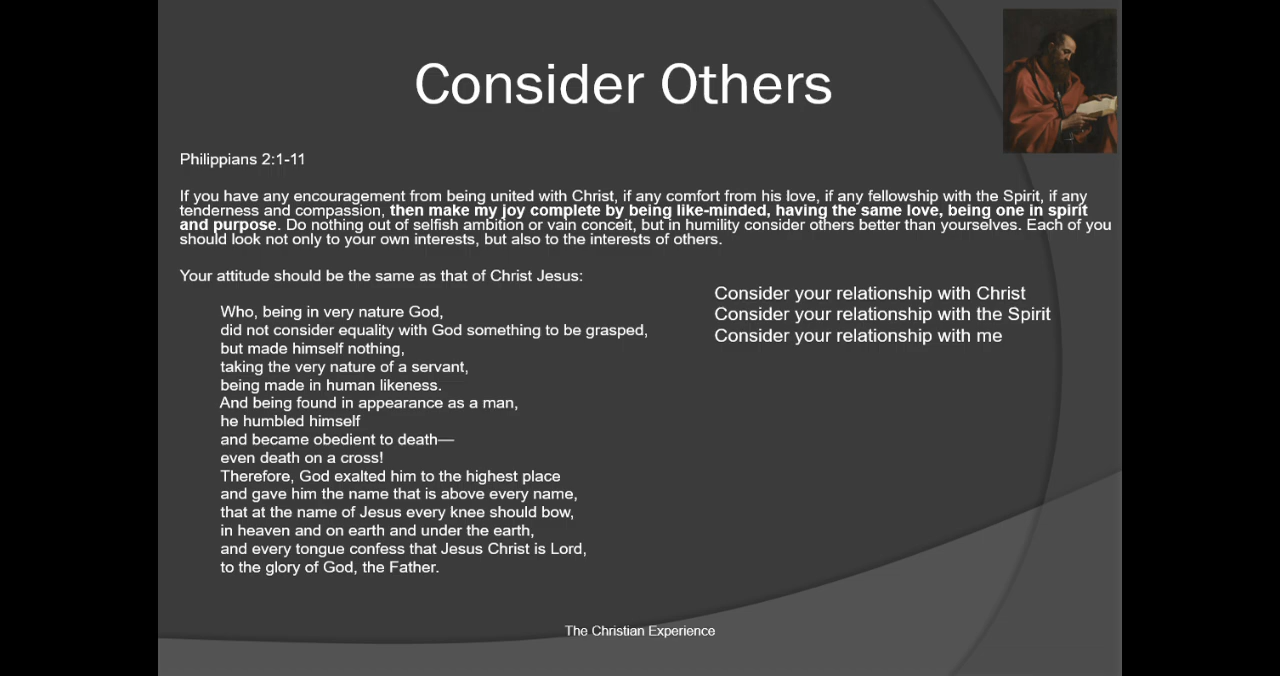 Consider Others
Philippians 2:1-11
If you have any encouragement from being united with Christ, if any comfort from his love, if any fellowship with the Spirit, if any
tenderness and compassion, then make my joy complete by being like-minded, having the same love, being one in spirit
and purpose. Do nothing out of selfish ambition or vain conceit, but in humility consider others better than yourselves. Each of you
should look not only to your own interests, but also to the interests of others.
Your attitude should be the same as that of Christ Jesus:
Who, being in very nature God,
did not consider equality with God something to be grasped,
but made himself nothing,
taking the very nature of a servant,
being made in human likeness.
And being found in appearance as a man,
he humbled himself
and became obedient to death—
even death on a cross!
Therefore, God exalted him to the highest place
and gave him the name that is above every name,
that at the name of Jesus every knee should bow,
in heaven and on earth and under the earth,
and every tongue confess that Jesus Christ is Lord,
to the glory of God, the Father.
Consider your relationship with Christ
Consider your relationship with the Spirit
Consider your relationship with me
The Christian Experience